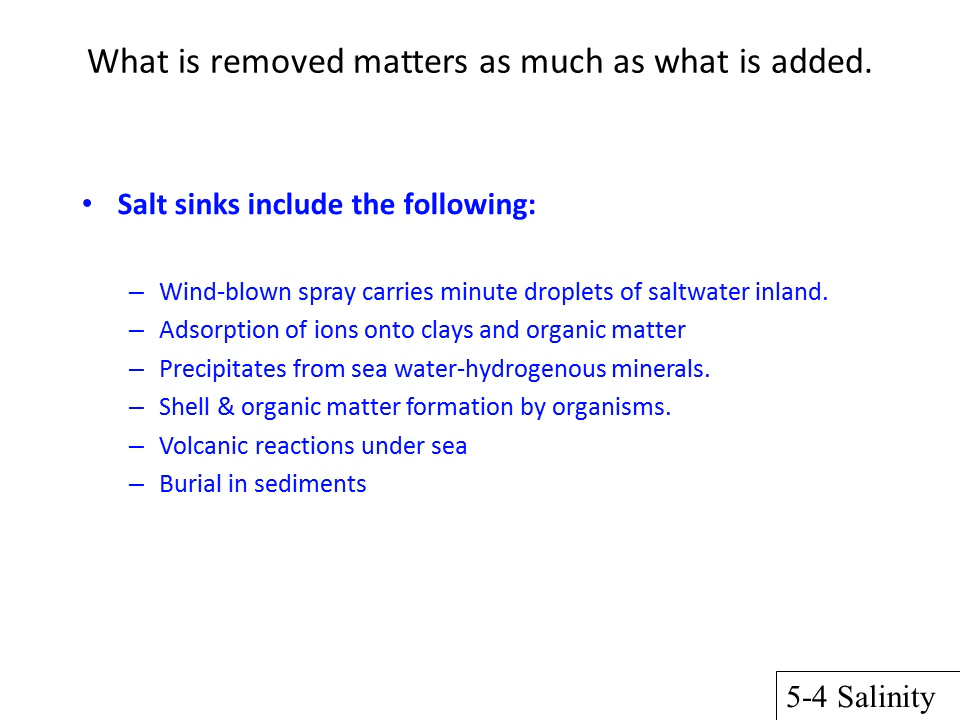 What is removed matters as much as what is added.
• Salt sinks include the following:
– Wind-blown spray carries minute droplets of saltwater inland.
– Adsorption of ions onto clays and organic matter
– Precipitates from sea water-hydrogenous minerals.
– Shell & organic matter formation by organisms.
– Volcanic reactions under sea
– Burial in sediments
5-4 Salinity